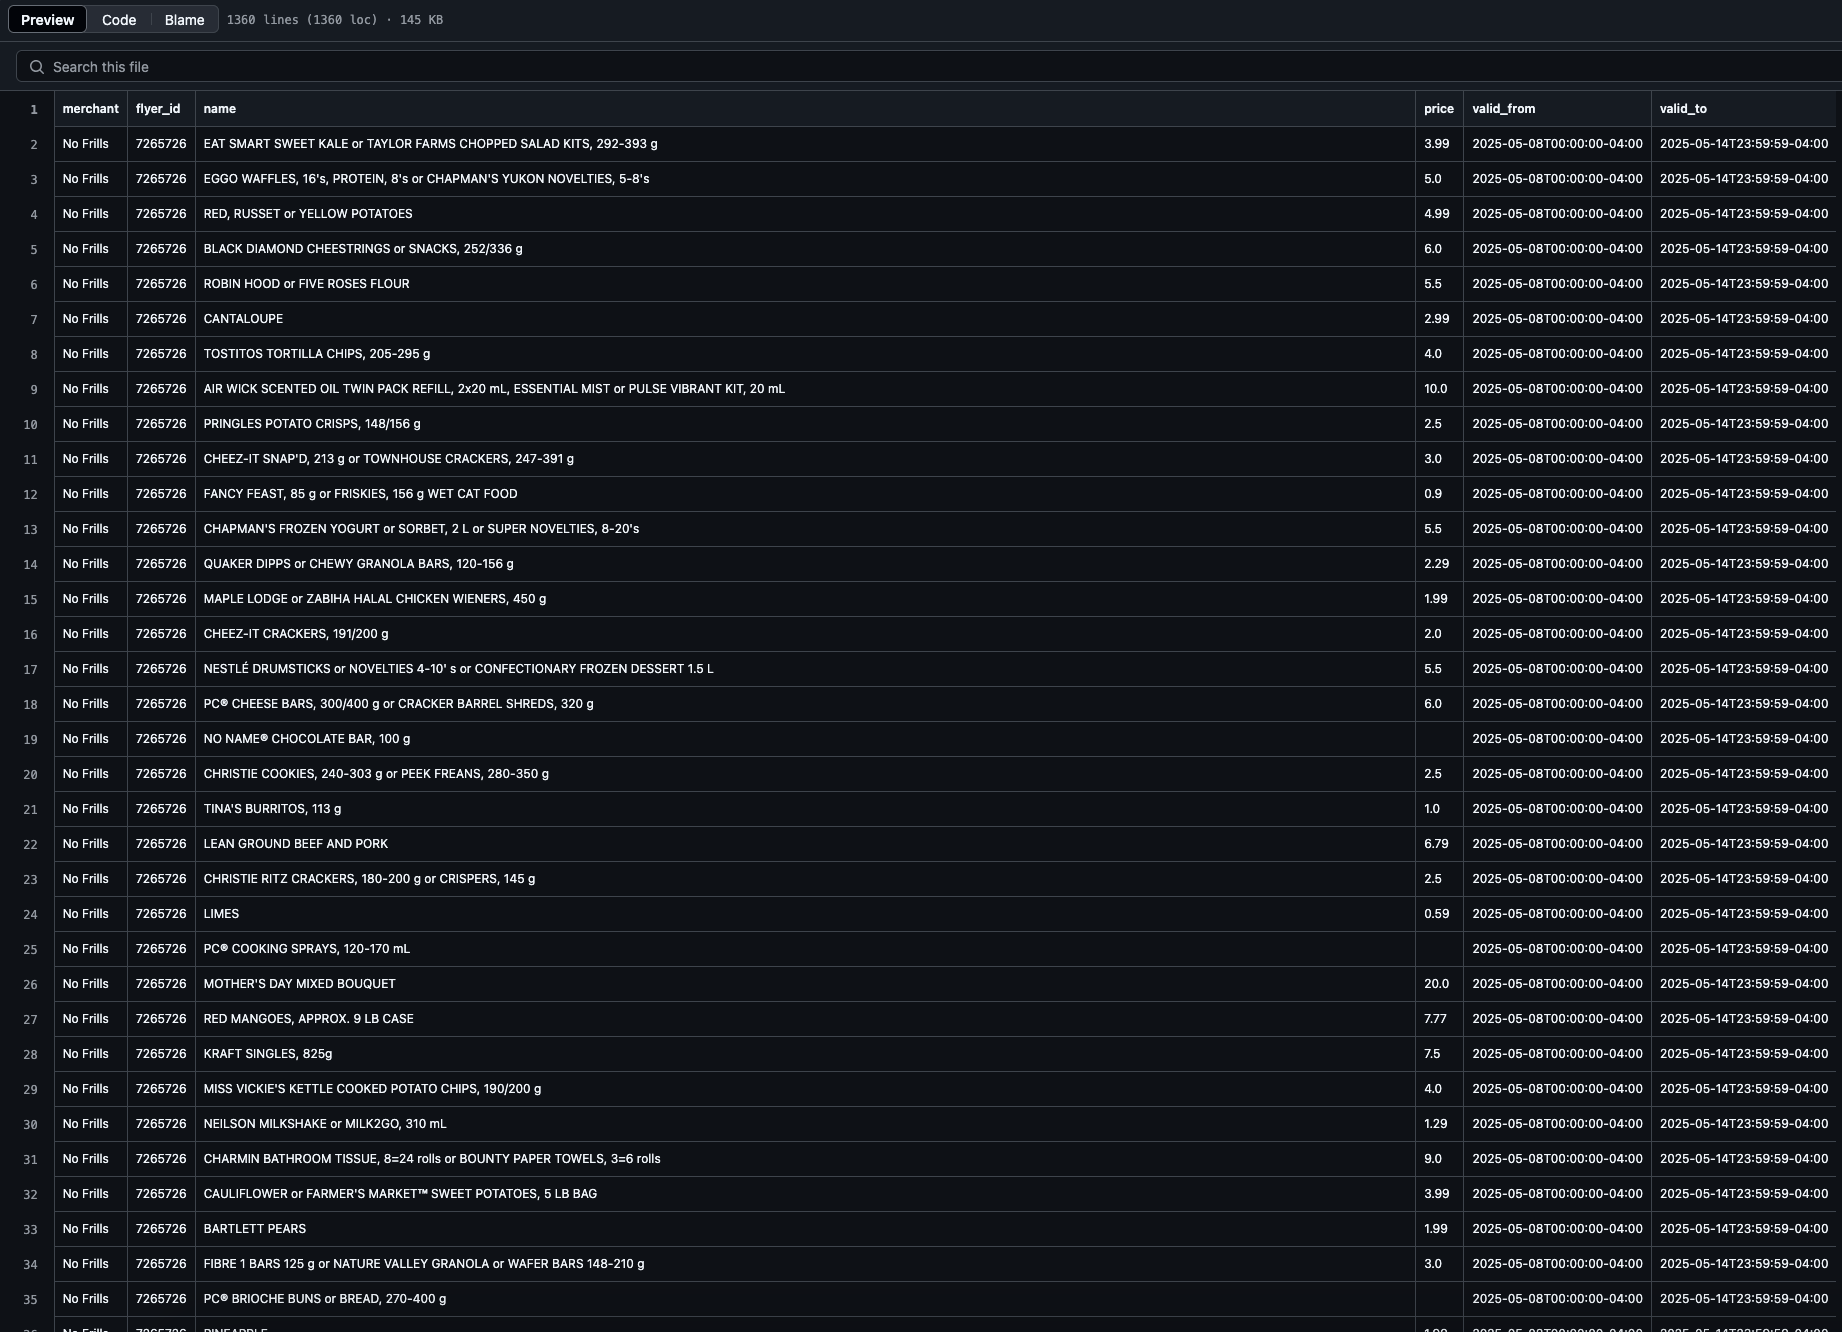 Preview Code Blame 1360 lines (1360 loc) · 145 KB
Search this file
1 merchant flyer_id name price valid_from valid_to
2 No Frills 7265726 EAT SMART SWEET KALE or TAYLOR FARMS CHOPPED SALAD KITS, 292-393 g 3.99 2025-05-08T00:00:00-04:00 2025-05-14T23:59:59-04:00
3 No Frills 7265726 EGGO WAFFLES, 16's, PROTEIN, 8's or CHAPMAN'S YUKON NOVELTIES, 5-8's 5.0 2025-05-08T00:00:00-04:00 2025-05-14T23:59:59-04:00
4 No Frills 7265726 RED, RUSSET or YELLOW POTATOES 4.99 2025-05-08T00:00:00-04:00 2025-05-14T23:59:59-04:00
5 No Frills 7265726 BLACK DIAMOND CHEESTRINGS or SNACKS, 252/336 g 6.0 2025-05-08T00:00:00-04:00 2025-05-14T23:59:59-04:00
6 No Frills 7265726 ROBIN HOOD or FIVE ROSES FLOUR 5.5 2025-05-08T00:00:00-04:00 2025-05-14T23:59:59-04:00
7 No Frills 7265726 CANTALOUPE 2.99 2025-05-08T00:00:00-04:00 2025-05-14T23:59:59-04:00
8 No Frills 7265726 TOSTITOS TORTILLA CHIPS, 205-295 g 4.0 2025-05-08T00:00:00-04:00 2025-05-14T23:59:59-04:00
9 No Frills 7265726 AIR WICK SCENTED OIL TWIN PACK REFILL, 2x20 mL, ESSENTIAL MIST or PULSE VIBRANT KIT, 20 mL 10.0 2025-05-08T00:00:00-04:00 2025-05-14T23:59:59-04:00
10 No Frills 7265726 PRINGLES POTATO CRISPS, 148/156 g 2.5 2025-05-08T00:00:00-04:00 2025-05-14T23:59:59-04:00
11 No Frills 7265726 CHEEZ-IT SNAP'D, 213 g or TOWNHOUSE CRACKERS, 247-391 g 3.0 2025-05-08T00:00:00-04:00 2025-05-14T23:59:59-04:00
12 No Frills 7265726 FANCY FEAST, 85 g or FRISKIES, 156 g WET CAT FOOD 0.9 2025-05-08T00:00:00-04:00 2025-05-14T23:59:59-04:00
13 No Frills 7265726 CHAPMAN'S FROZEN YOGURT or SORBET, 2 L or SUPER NOVELTIES, 8-20's 5.5 2025-05-08T00:00:00-04:00 2025-05-14T23:59:59-04:00
14 No Frills 7265726 QUAKER DIPPS or CHEWY GRANOLA BARS, 120-156 g 2.29 2025-05-08T00:00:00-04:00 2025-05-14T23:59:59-04:00
15 No Frills 7265726 MAPLE LODGE or ZABIHA HALAL CHICKEN WIENERS, 450 g 1.99 2025-05-08T00:00:00-04:00 2025-05-14T23:59:59-04:00
16 No Frills 7265726 CHEEZ-IT CRACKERS, 191/200 g 2.0 2025-05-08T00:00:00-04:00 2025-05-14T23:59:59-04:00
17 No Frills 7265726 NESTLÉ DRUMSTICKS or NOVELTIES 4-10' s or CONFECTIONARY FROZEN DESSERT 1.5 L 5.5 2025-05-08T00:00:00-04:00 2025-05-14T23:59:59-04:00
18 No Frills 7265726 PC® CHEESE BARS, 300/400 g or CRACKER BARREL SHREDS, 320 g 6.0 2025-05-08T00:00:00-04:00 2025-05-14T23:59:59-04:00
19 No Frills 7265726 NO NAME® CHOCOLATE BAR, 100 g 2025-05-08T00:00:00-04:00 2025-05-14T23:59:59-04:00
20 No Frills 7265726 CHRISTIE COOKIES, 240-303 g or PEEK FREANS, 280-350 g 2.5 2025-05-08T00:00:00-04:00 2025-05-14T23:59:59-04:00
21 No Frills 7265726 TINA'S BURRITOS, 113 g 1.0 2025-05-08T00:00:00-04:00 2025-05-14T23:59:59-04:00
22 No Frills 7265726 LEAN GROUND BEEF AND PORK 6.79 2025-05-08T00:00:00-04:00 2025-05-14T23:59:59-04:00
23 No Frills 7265726 CHRISTIE RITZ CRACKERS, 180-200 g or CRISPERS, 145 g 2.5 2025-05-08T00:00:00-04:00 2025-05-14T23:59:59-04:00
24 No Frills 7265726 LIMES 0.59 2025-05-08T00:00:00-04:00 2025-05-14T23:59:59-04:00
25 No Frills 7265726 PC® COOKING SPRAYS, 120-170 mL 2025-05-08T00:00:00-04:00 2025-05-14T23:59:59-04:00
26 No Frills 7265726 MOTHER'S DAY MIXED BOUQUET 20.0 2025-05-08T00:00:00-04:00 2025-05-14T23:59:59-04:00
27 No Frills 7265726 RED MANGOES, APPROX. 9 LB CASE 7.77 2025-05-08T00:00:00-04:00 2025-05-14T23:59:59-04:00
28 No Frills 7265726 KRAFT SINGLES, 825g 7.5 2025-05-08T00:00:00-04:00 2025-05-14T23:59:59-04:00
29 No Frills 7265726 MISS VICKIE'S KETTLE COOKED POTATO CHIPS, 190/200 g 4.0 2025-05-08T00:00:00-04:00 2025-05-14T23:59:59-04:00
30 No Frills 7265726 NEILSON MILKSHAKE or MILK2GO, 310 mL 1.29 2025-05-08T00:00:00-04:00 2025-05-14T23:59:59-04:00
31 No Frills 7265726 CHARMIN BATHROOM TISSUE, 8=24 rolls or BOUNTY PAPER TOWELS, 3=6 rolls 9.0 2025-05-08T00:00:00-04:00 2025-05-14T23:59:59-04:00
32 No Frills 7265726 CAULIFLOWER or FARMER'S MARKET™ SWEET POTATOES, 5 LB BAG 3.99 2025-05-08T00:00:00-04:00 2025-05-14T23:59:59-04:00
33 No Frills 7265726 BARTLETT PEARS 1.99 2025-05-08T00:00:00-04:00 2025-05-14T23:59:59-04:00
34 No Frills 7265726 FIBRE 1 BARS 125 g or NATURE VALLEY GRANOLA or WAFER BARS 148-210 g 3.0 2025-05-08T00:00:00-04:00 2025-05-14T23:59:59-04:00
35 No Frills 7265726 PC® BRIOCHE BUNS or BREAD, 270-400 g 2025-05-08T00:00:00-04:00 2025-05-14T23:59:59-04:00